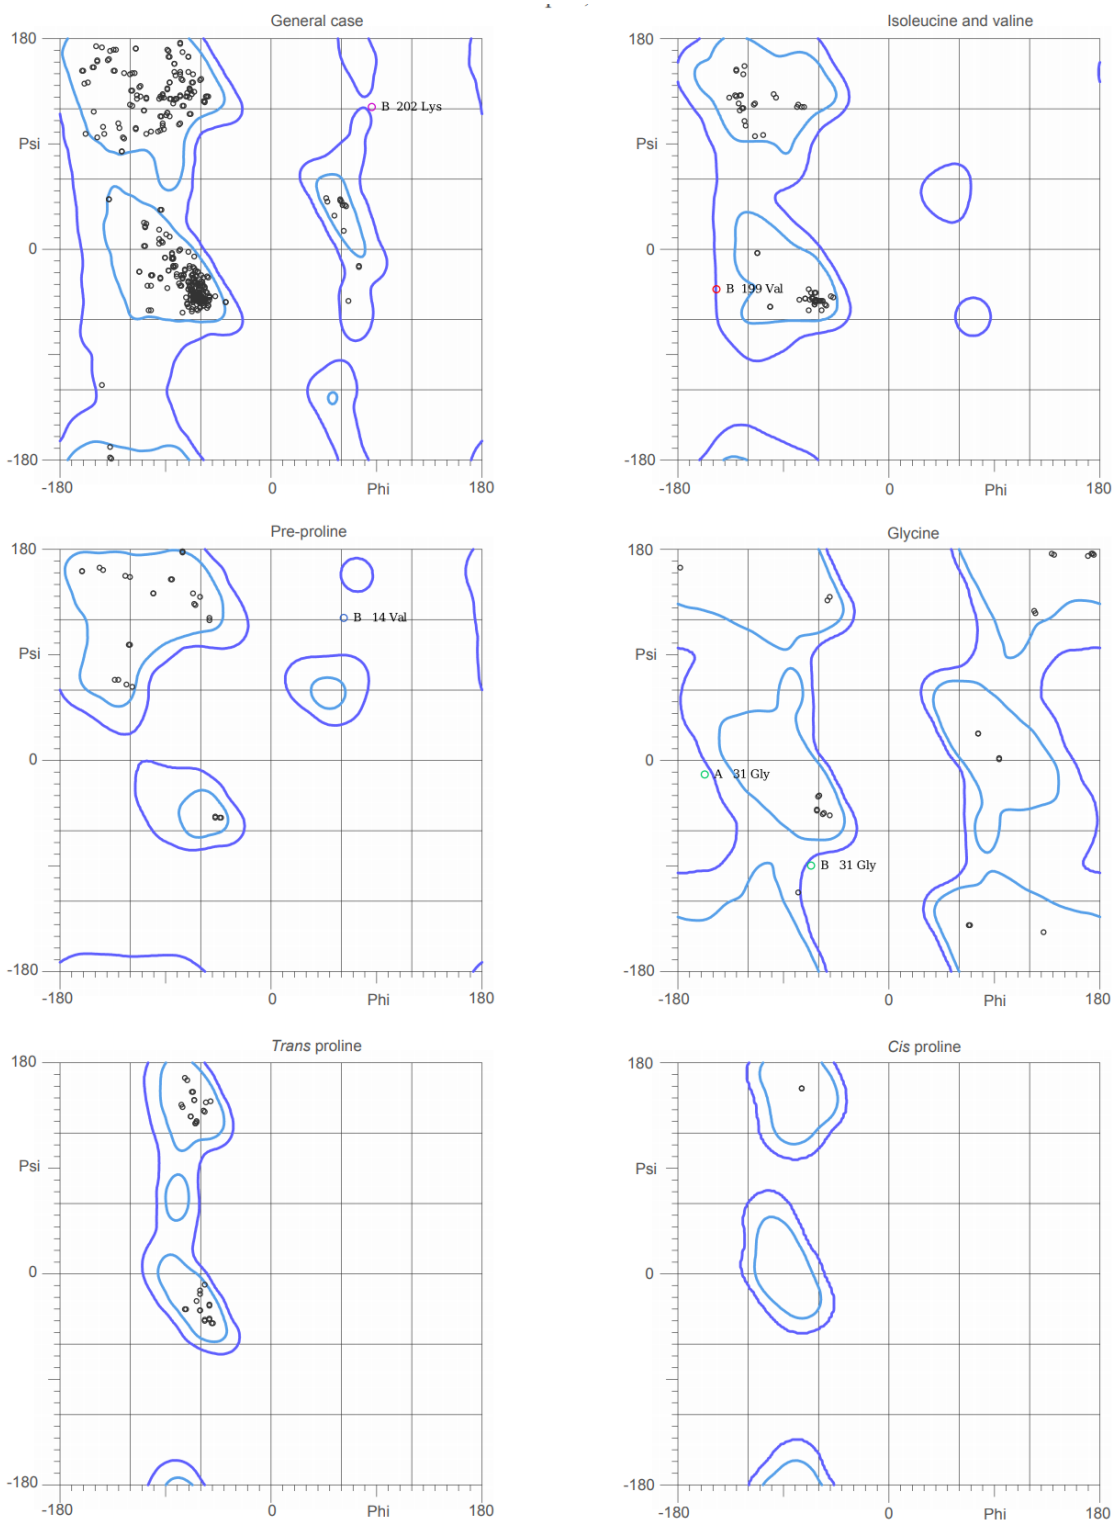 General case
Isoleucine and valine
180
180
B 202 Lys
Psi
Psi
0
0
B 199 Val
-180
-180
-180
0
Phi
180
-180
0
Phi
180
Pre-proline
Glycine
180
180
B 14 Val
Psi
Psi
0
0
A 31 Gly
B 31 Gly
-180
-180
-180
0
Phi
180
-180
0
Phi
180
Trans proline
Cis proline
180
180
Psi
Psi
0
0
-180
-180
-180
0
Phi
180
-180
0
Phi
180